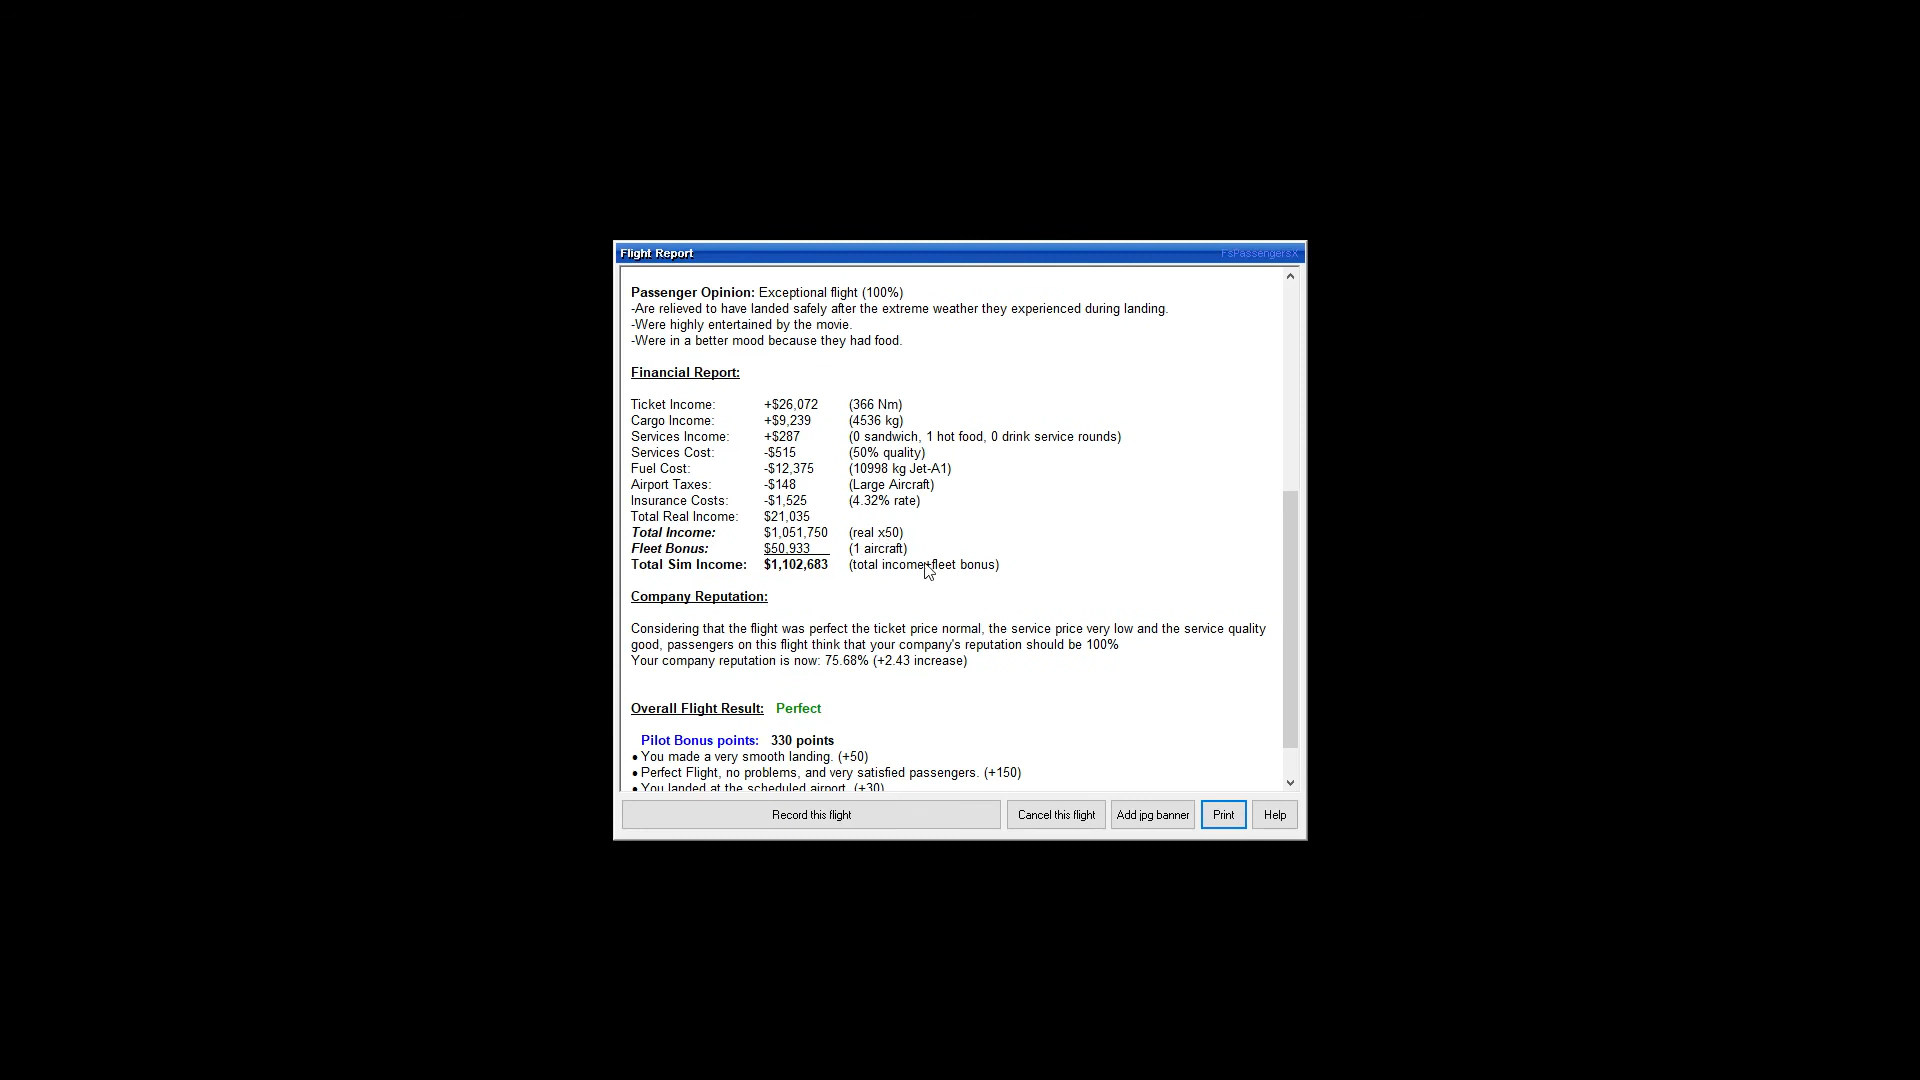 Flight Report FsPassengersX
Passenger Opinion: Exceptional flight (100%)
-Are relieved to have landed safely after the extreme weather they experienced during landing.
-Were highly entertained by the movie.
-Were in a better mood because they had food.
Financial Report:
Ticket Income: +$26,072 (366 Nm)
Cargo Income: +$9,239 (4536 kg)
Services Income: +$287 (0 sandwich, 1 hot food, 0 drink service rounds)
Services Cost: -$515 (50% quality)
Fuel Cost: -$12,375 (10998 kg Jet-A1)
Airport Taxes: -$148 (Large Aircraft)
Insurance Costs: -$1,525 (4.32% rate)
Total Real Income: $21,035
Total Income: $1,051,750 (real x50)
Fleet Bonus: $50,933 (1 aircraft)
Total Sim Income: $1,102,683 (total income+fleet bonus)
Company Reputation:
Considering that the flight was perfect the ticket price normal, the service price very low and the service quality
good, passengers on this flight think that your company's reputation should be 100%
Your company reputation is now: 75.68% (+2.43 increase)
Overall Flight Result: Perfect
Pilot Bonus points: 330 points
• You made a very smooth landing. (+50)
• Perfect Flight, no problems, and very satisfied passengers. (+150)
• You landed at the scheduled airport. (+30)
Record this flight Cancel this flight Add jpg banner Print Help